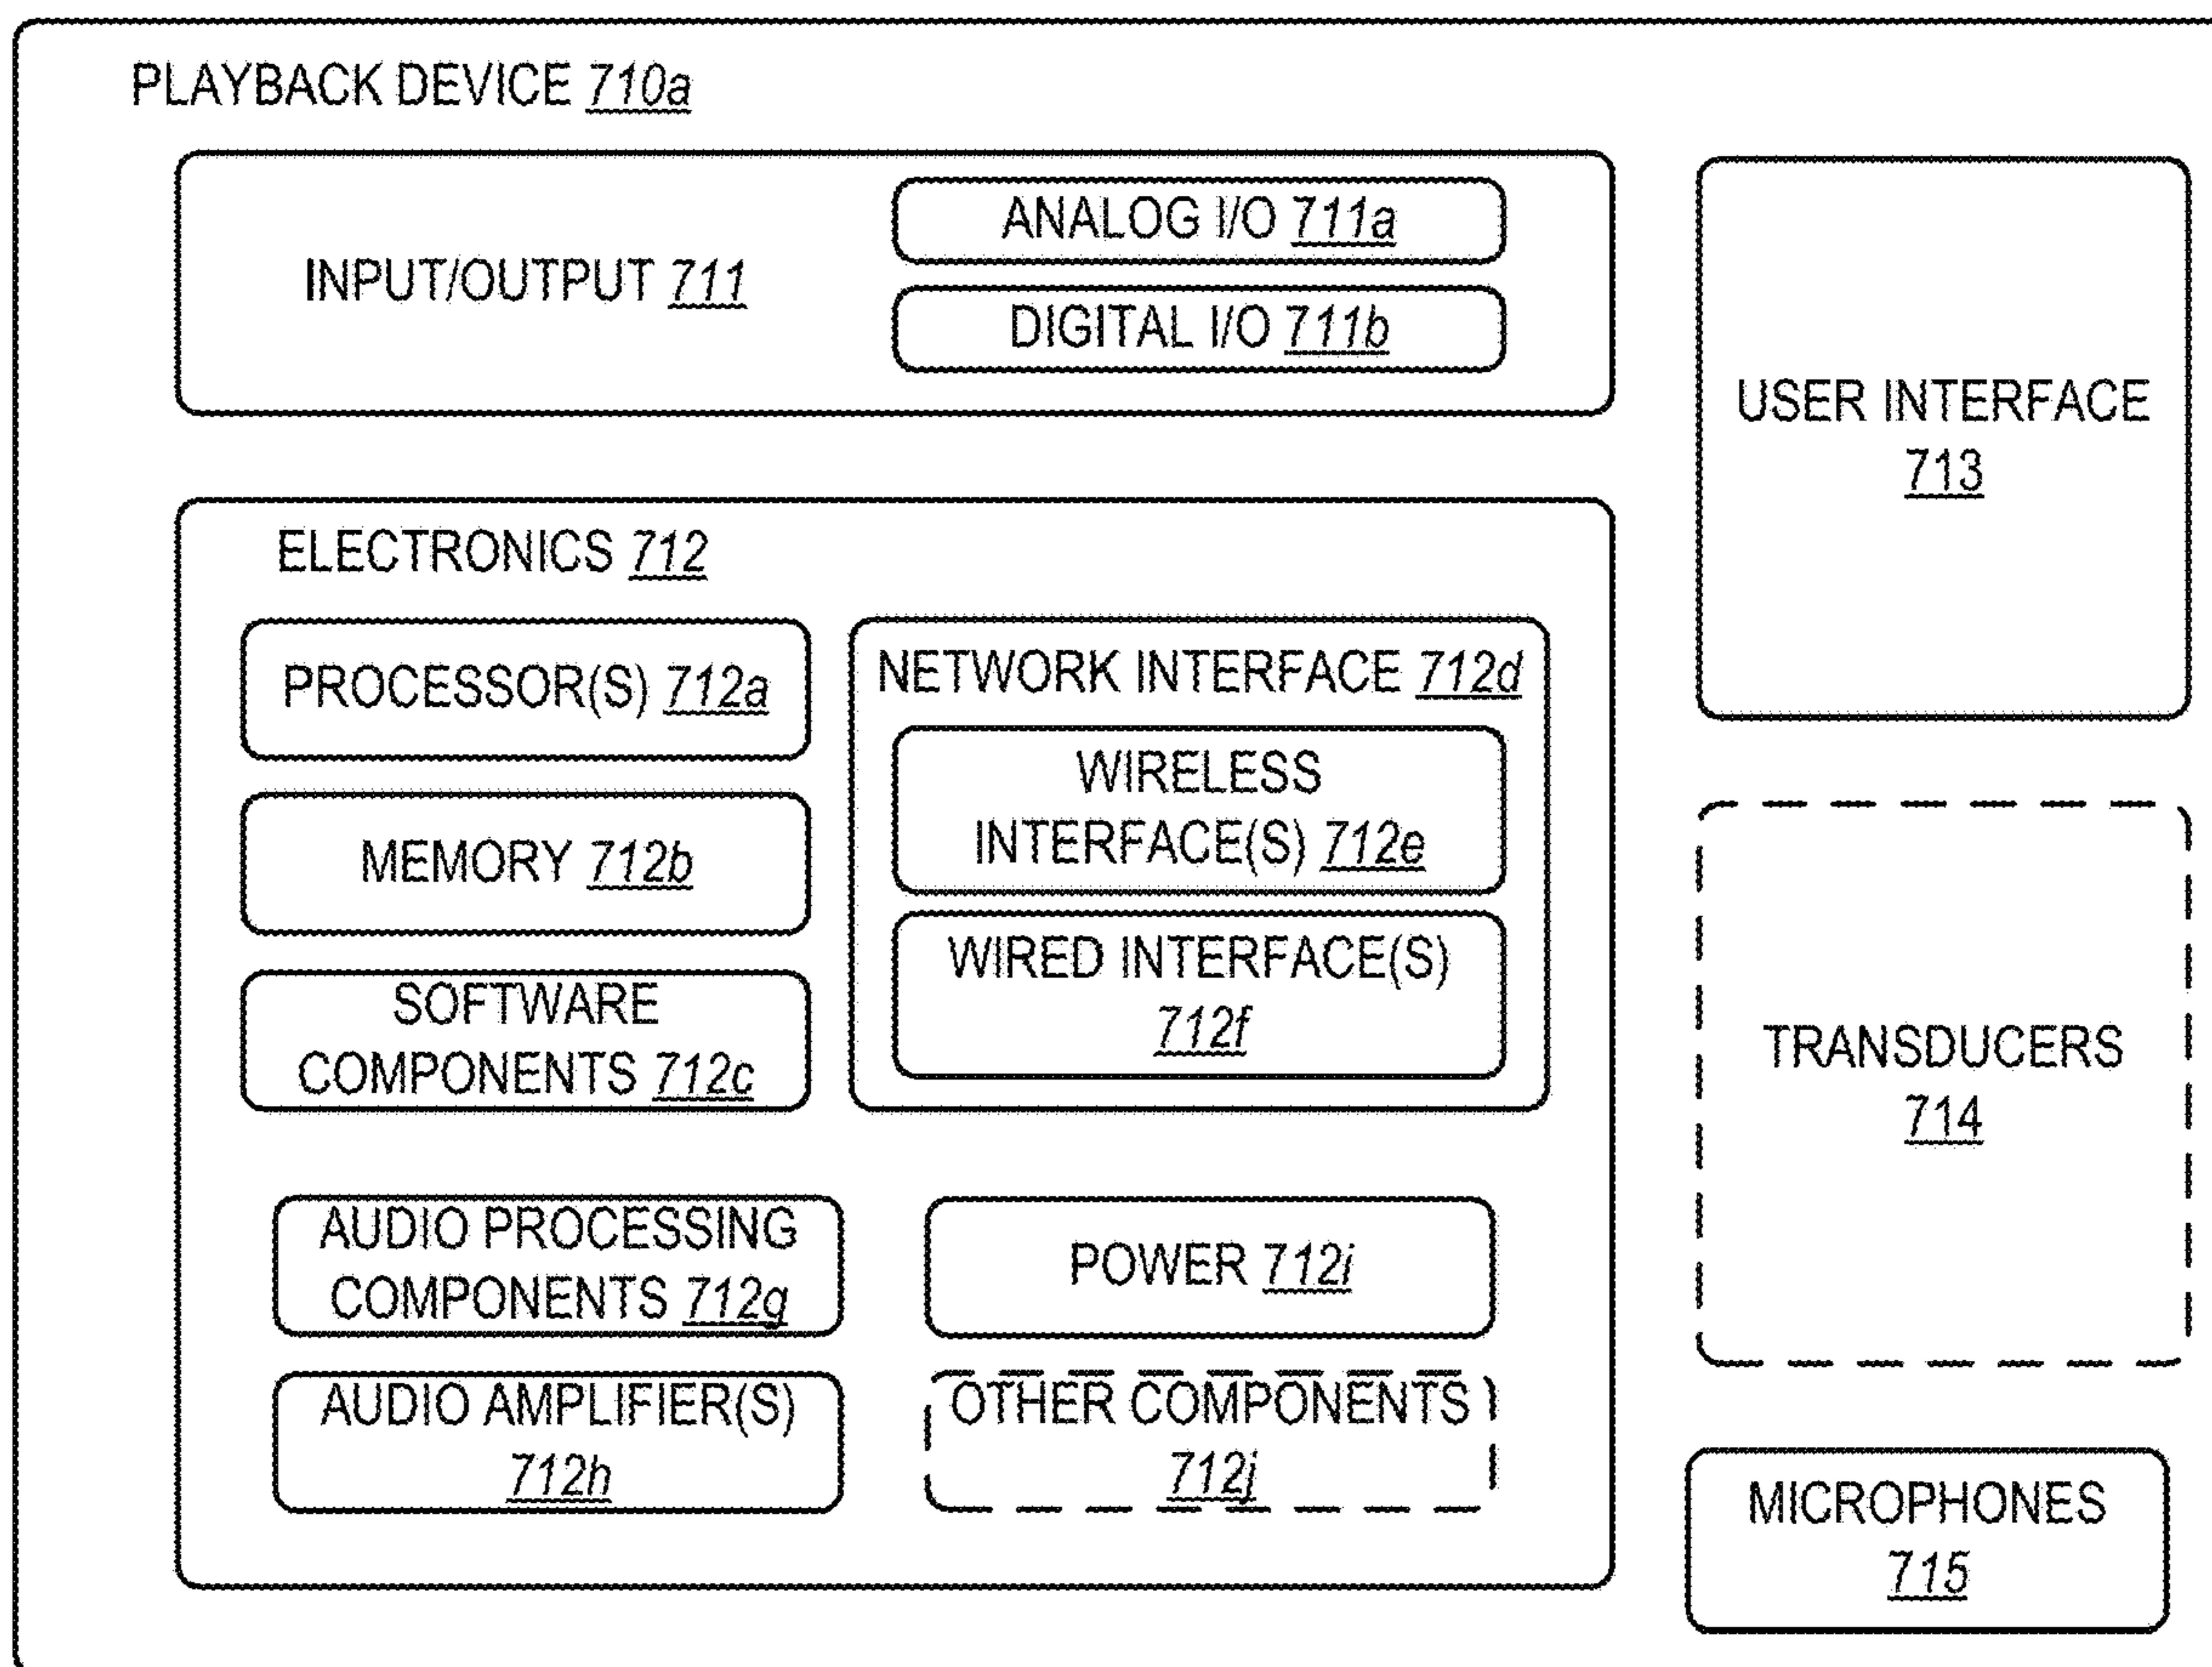 PLAYBACK DEVICE 710a
INPUT/OUTPUT 711
ANALOG I/O 711a
DIGITAL I/O 711b
USER INTERFACE
713
ELECTRONICS 712
PROCESSOR(S) 712a
MEMORY 712b
SOFTWARE
COMPONENTS 712c
NETWORK INTERFACE 712d
WIRELESS
INTERFACE(S) 712e
WIRED INTERFACE(S)
712f
AUDIO PROCESSING
COMPONENTS 712g
AUDIO AMPLIFIER(S)
712h
POWER 712i
OTHER COMPONENTS
712j
TRANSDUCERS
714
MICROPHONES
715